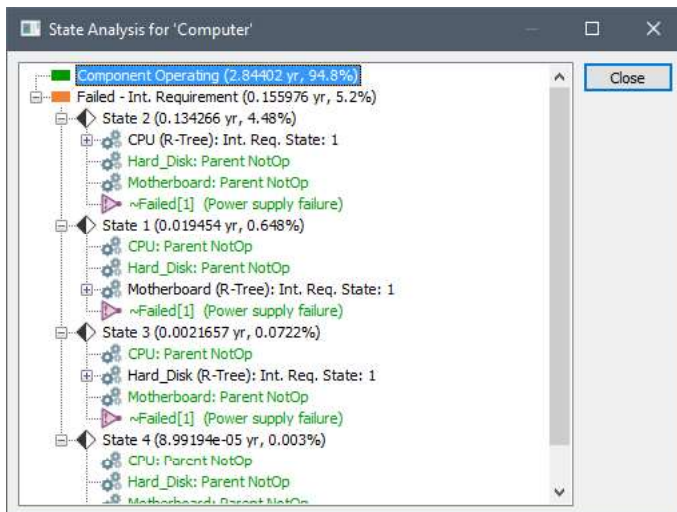 State Analysis for 'Computer'
Component Operating (2.84402 yr, 94.8%)
Close
Failed - Int. Requirement (0.155976 yr, 5.2%)
State 2 (0.134266 yr, 4.48%)
CPU (R-Tree): Int. Req. State: 1
Hard_Disk: Parent NotOp
Motherboard: Parent NotOp
~Failed[1] (Power supply failure)
State 1 (0.019454 yr, 0.648%)
CPU: Parent NotOp
Hard_Disk: Parent NotOp
Motherboard (R-Tree): Int. Req. State: 1
~Failed[1] (Power supply failure)
State 3 (0.0021657 yr, 0.0722%)
CPU: Parent NotOp
Hard_Disk (R-Tree): Int. Req. State: 1
Motherboard: Parent NotOp
~Failed[1] (Power supply failure)
State 4 (8.99194e-05 yr, 0.003%)
CPU: Parent NotOp
Hard_Disk: Parent NotOp
Motherboard: Parent NotOp